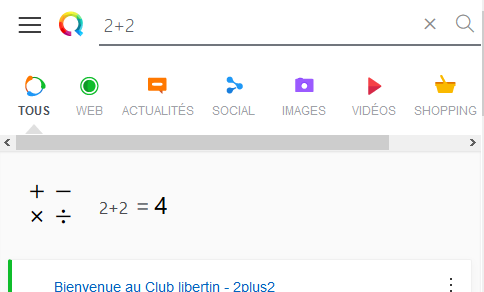 2+2
TOUS WEB ACTUALITÉS SOCIAL IMAGES VIDÉOS SHOPPING
+ −
× ÷
2+2 = 4
Bienvenue au Club libertin - 2plus2